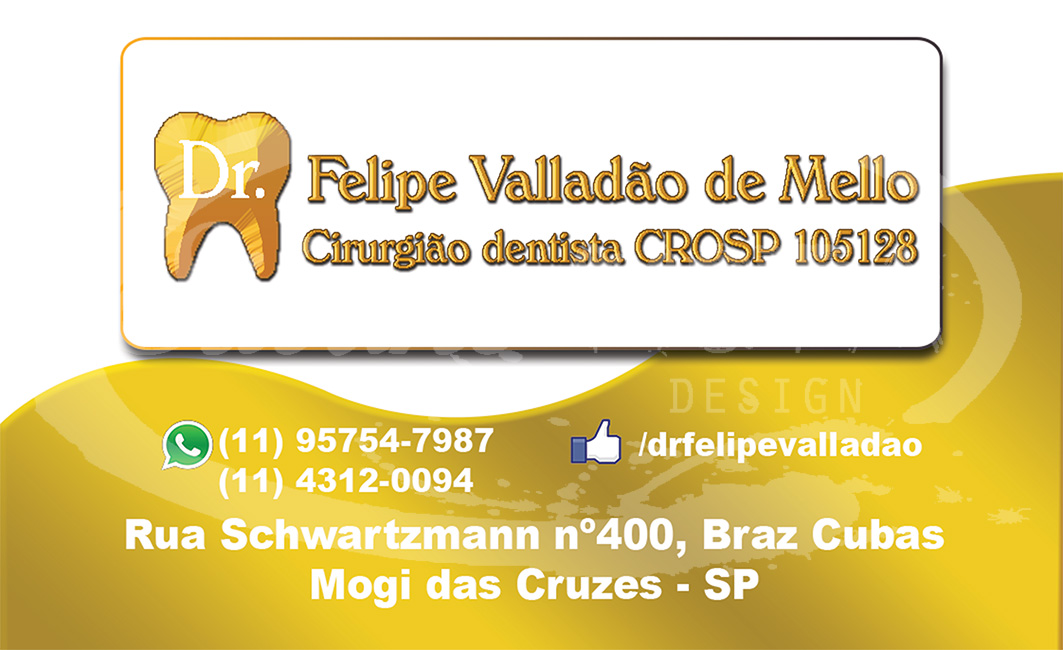 Dr.
Felipe Valladão de Mello
Cirurgião dentista CROSP 105128
DESIGN
(11) 95754-7987
/drfelipevalladao
(11) 4312-0094
Rua Schwartzmann nº400, Braz Cubas
Mogi das Cruzes - SP